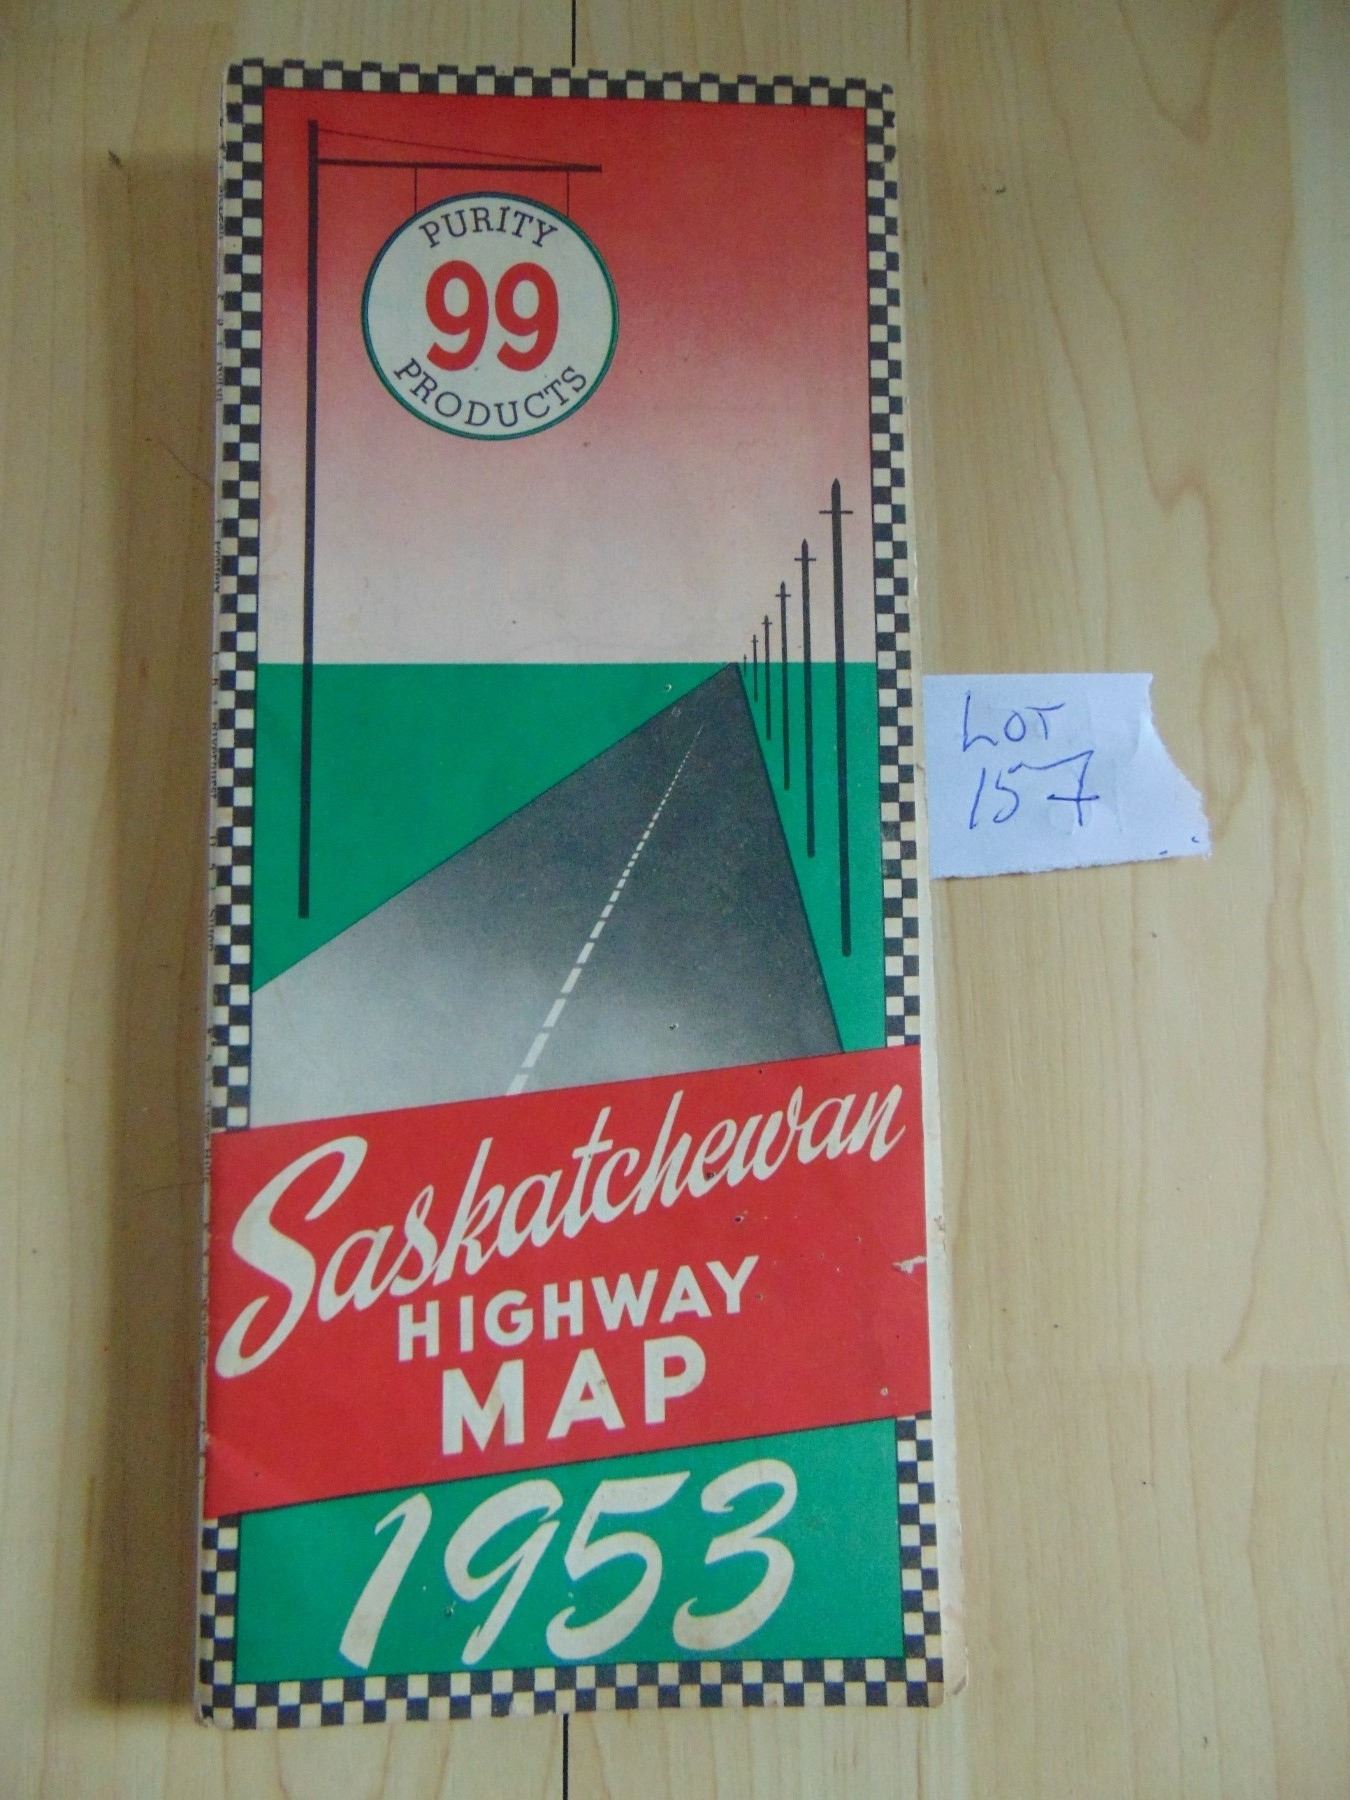 PURITY
99
PRODUCTS
LOT
157
Saskatchewan
HIGHWAY
MAP
1953